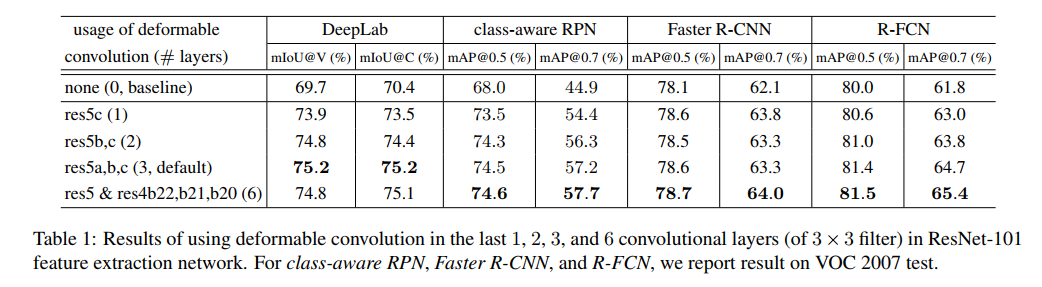 usage of deformable DeepLab class-aware RPN Faster R-CNN R-FCN
convolution (# layers) mIoU@V (%) mIoU@C (%) mAP@0.5 (%) mAP@0.7 (%) mAP@0.5 (%) mAP@0.7 (%) mAP@0.5 (%) mAP@0.7 (%)
none (0, baseline) 69.7 70.4 68.0 44.9 78.1 62.1 80.0 61.8
res5c (1) 73.9 73.5 73.5 54.4 78.6 63.8 80.6 63.0
res5b,c (2) 74.8 74.4 74.3 56.3 78.5 63.3 81.0 63.8
res5a,b,c (3, default) 75.2 75.2 74.5 57.2 78.6 63.3 81.4 64.7
res5 & res4b22,b21,b20 (6) 74.8 75.1 74.6 57.7 78.7 64.0 81.5 65.4
Table 1: Results of using deformable convolution in the last 1, 2, 3, and 6 convolutional layers (of 3 × 3 filter) in ResNet-101
feature extraction network. For class-aware RPN, Faster R-CNN, and R-FCN, we report result on VOC 2007 test.